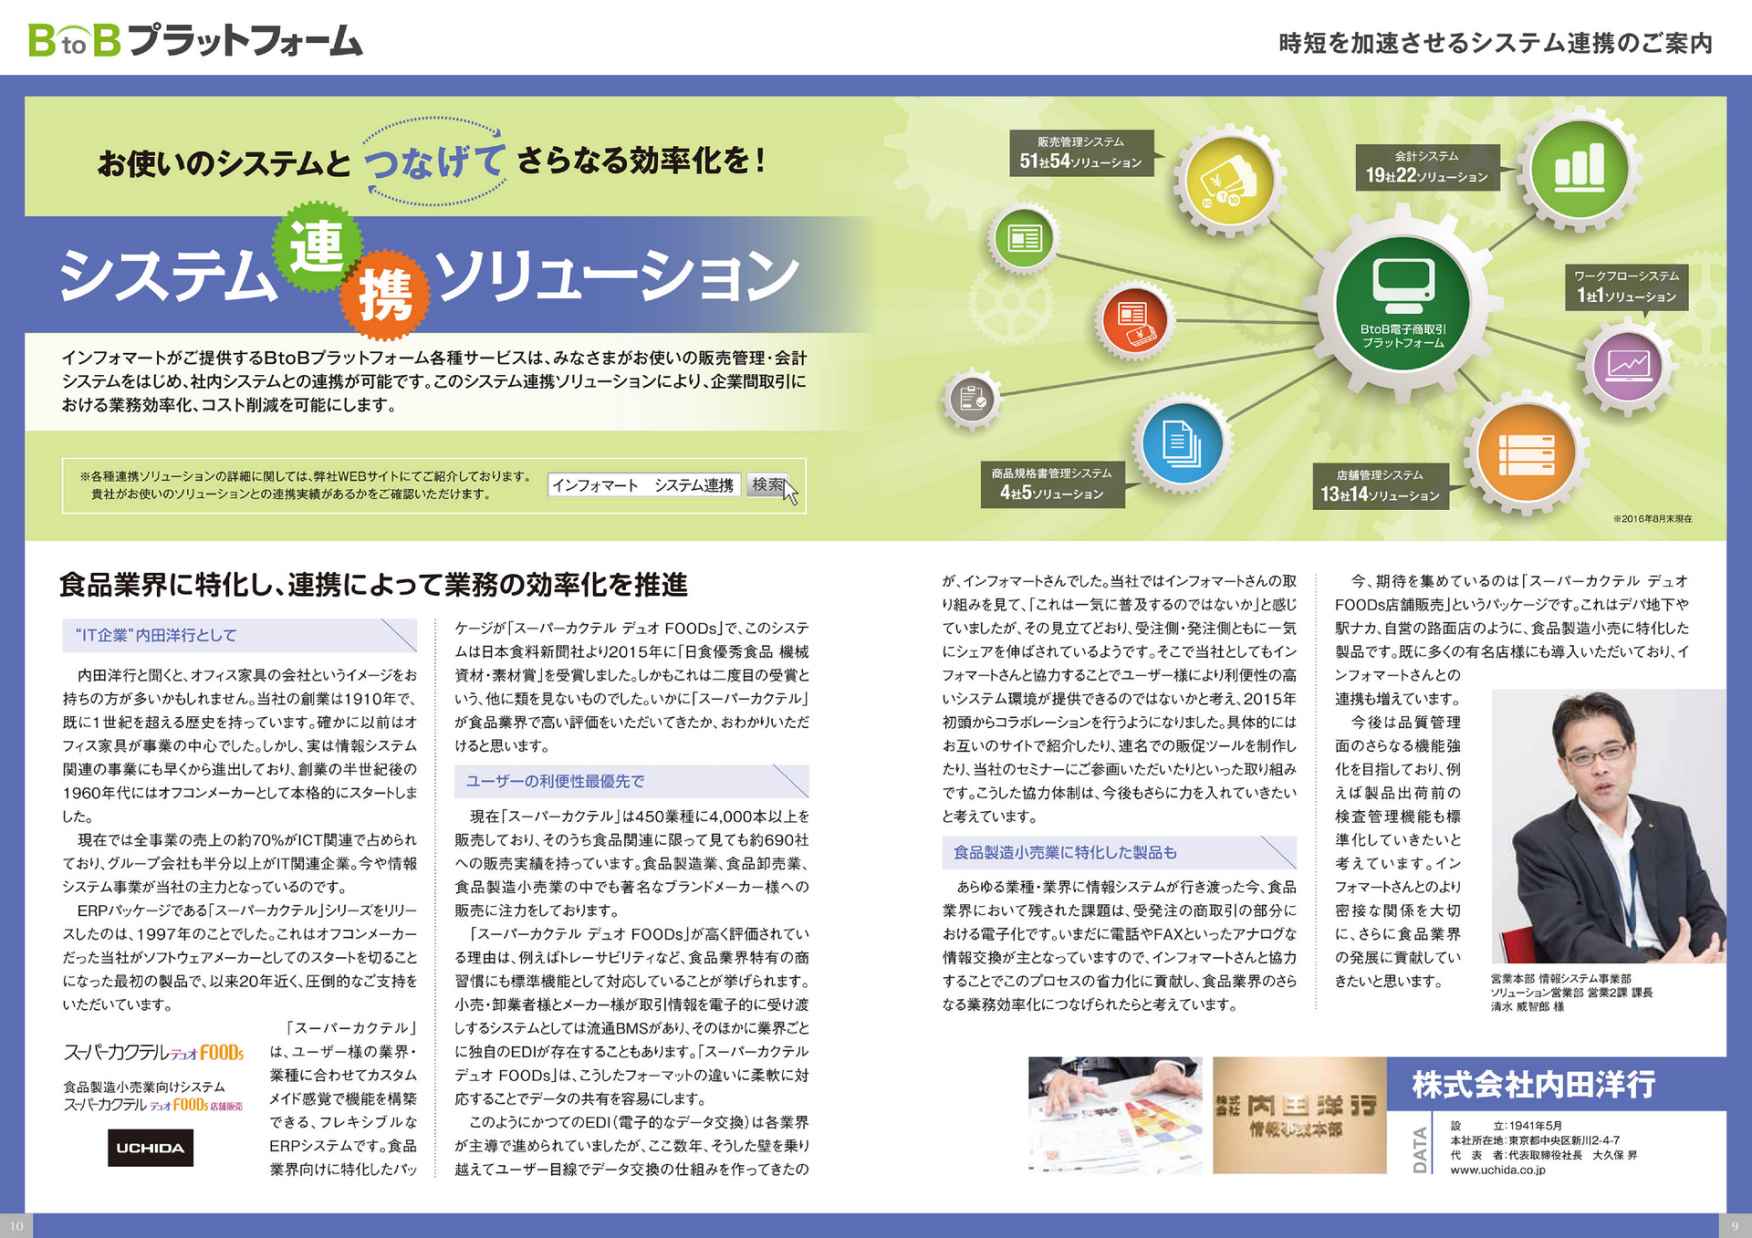 BtoBプラットフォーム
時短を加速させるシステム連携のご案内
お使いのシステムと つなげて さらなる効率化を！
システム連携ソリューション
インフォマートがご提供するBtoBプラットフォーム各種サービスは、みなさまがお使いの販売管理・会計
システムをはじめ、社内システムとの連携が可能です。このシステム連携ソリューションにより、企業間取引に
おける業務効率化、コスト削減を可能にします。
※各種連携ソリューションの詳細に関しては、弊社WEBサイトにてご紹介しております。
貴社がお使いのソリューションとの連携実績があるかをご確認いただけます。
インフォマート　システム連携
検索
販売管理システム
51社54ソリューション
会計システム
19社22ソリューション
ワークフローシステム
1社1ソリューション
BtoB電子商取引
プラットフォーム
商品規格書管理システム
4社5ソリューション
店舗管理システム
13社14ソリューション
※2016年8月末現在
食品業界に特化し、連携によって業務の効率化を推進
“IT企業”内田洋行として
内田洋行と聞くと、オフィス家具の会社というイメージをお
持ちの方が多いかもしれません。当社の創業は1910年で、
既に1世紀を超える歴史を持っています。確かに以前はオ
フィス家具が事業の中心でした。しかし、実は情報システム
関連の事業にも早くから進出しており、創業の半世紀後の
1960年代にはオフコンメーカーとして本格的にスタートしま
した。
現在では全事業の売上の約70%がICT関連で占められ
ており、グループ会社も半分以上がIT関連企業。今や情報
システム事業が当社の主力となっているのです。
ERPパッケージである「スーパーカクテル」シリーズをリリー
スしたのは、1997年のことでした。これはオフコンメーカー
だった当社がソフトウェアメーカーとしてのスタートを切ること
になった最初の製品で、以来20年近く、圧倒的なご支持を
いただいています。
「スーパーカクテル」
は、ユーザー様の業界・
業種に合わせてカスタム
メイド感覚で機能を構築
できる、フレキシブルな
ERPシステムです。食品
業界向けに特化したパッ
スーパーカクテル デュオ FOODs
食品製造小売業向けシステム
スーパーカクテル デュオ FOODs 店舗販売
UCHIDA
ケージが「スーパーカクテル デュオ FOODs」で、このシステ
ムは日本食料新聞社より2015年に「日食優秀食品 機械
資材・素材賞」を受賞しました。しかもこれは二度目の受賞と
いう、他に類を見ないものでした。いかに「スーパーカクテル」
が食品業界で高い評価をいただいてきたか、おわかりいただ
けると思います。
ユーザーの利便性最優先で
現在「スーパーカクテル」は450業種に4,000本以上を
販売しており、そのうち食品関連に限って見ても約690社
への販売実績を持っています。食品製造業、食品卸売業、
食品製造小売業の中でも著名なブランドメーカー様への
販売に注力をしております。
「スーパーカクテル デュオ FOODs」が高く評価されてい
る理由は、例えばトレーサビリティなど、食品業界特有の商
習慣にも標準機能として対応していることが挙げられます。
小売・卸業者様とメーカー様が取引情報を電子的に受け渡
しするシステムとしては流通BMSがあり、そのほかに業界ごと
に独自のEDIが存在することもあります。「スーパーカクテル
デュオ FOODs」は、こうしたフォーマットの違いに柔軟に対
応することでデータの共有を容易にします。
このようにかつてのEDI（電子的なデータ交換）は各業界
が主導で進められていましたが、ここ数年、そうした壁を乗り
越えてユーザー目線でデータ交換の仕組みを作ってきたの
が、インフォマートさんでした。当社ではインフォマートさんの取
り組みを見て、「これは一気に普及するのではないか」と感じ
ていましたが、その見立てどおり、受注側・発注側ともに一気
にシェアを伸ばされているようです。そこで当社としてもイン
フォマートさんと協力することでユーザー様により利便性の高
いシステム環境が提供できるのではないかと考え、2015年
初頭からコラボレーションを行うようになりました。具体的には
お互いのサイトで紹介したり、連名での販促ツールを制作し
たり、当社のセミナーにご参画いただいたりといった取り組み
です。こうした協力体制は、今後もさらに力を入れていきたい
と考えています。
食品製造小売業に特化した製品も
あらゆる業種・業界に情報システムが行き渡った今、食品
業界において残された課題は、受発注の商取引の部分に
おける電子化です。いまだに電話やFAXといったアナログな
情報交換が主となっていますので、インフォマートさんと協力
することでこのプロセスの省力化に貢献し、食品業界のさら
なる業務効率化につなげられたらと考えています。
今、期待を集めているのは「スーパーカクテル デュオ
FOODs店舗販売」というパッケージです。これはデパ地下や
駅ナカ、自営の路面店のように、食品製造小売に特化した
製品です。既に多くの有名店様にも導入いただいており、イ
ンフォマートさんとの
連携も増えています。
今後は品質管理
面のさらなる機能強
化を目指しており、例
えば製品出荷前の
検査管理機能も標
準化していきたいと
考えています。イン
フォマートさんとのより
密接な関係を大切
に、さらに食品業界
の発展に貢献してい
きたいと思います。
営業本部 情報システム事業部
ソリューション営業部 営業2課 課長
清水 威智郎 様
株式会社 内田洋行
株式会社内田洋行
DATA
設　　立：1941年5月
本社所在地：東京都中央区新川2-4-7
代　表　者：代表取締役社長　大久保 昇
www.uchida.co.jp
10
9